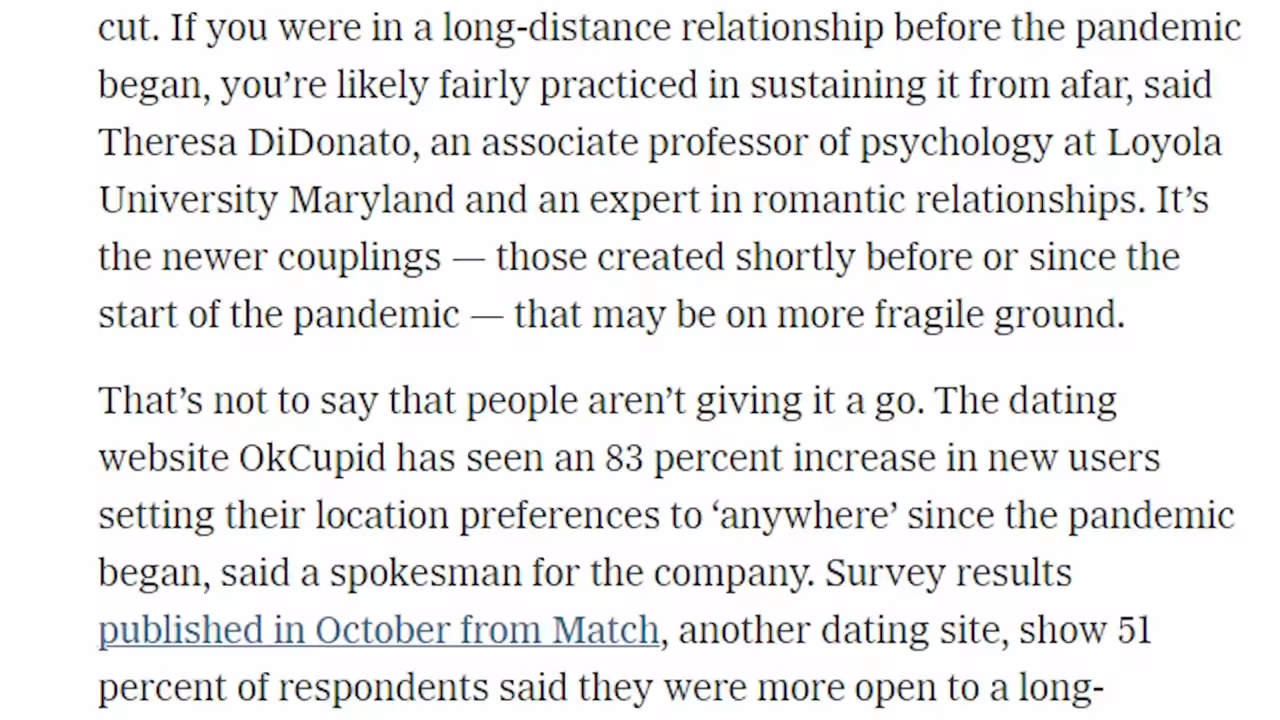 cut. If you were in a long-distance relationship before the pandemic
began, you’re likely fairly practiced in sustaining it from afar, said
Theresa DiDonato, an associate professor of psychology at Loyola
University Maryland and an expert in romantic relationships. It’s
the newer couplings — those created shortly before or since the
start of the pandemic — that may be on more fragile ground.
That’s not to say that people aren’t giving it a go. The dating
website OkCupid has seen an 83 percent increase in new users
setting their location preferences to ‘anywhere’ since the pandemic
began, said a spokesman for the company. Survey results
published in October from Match, another dating site, show 51
percent of respondents said they were more open to a long-